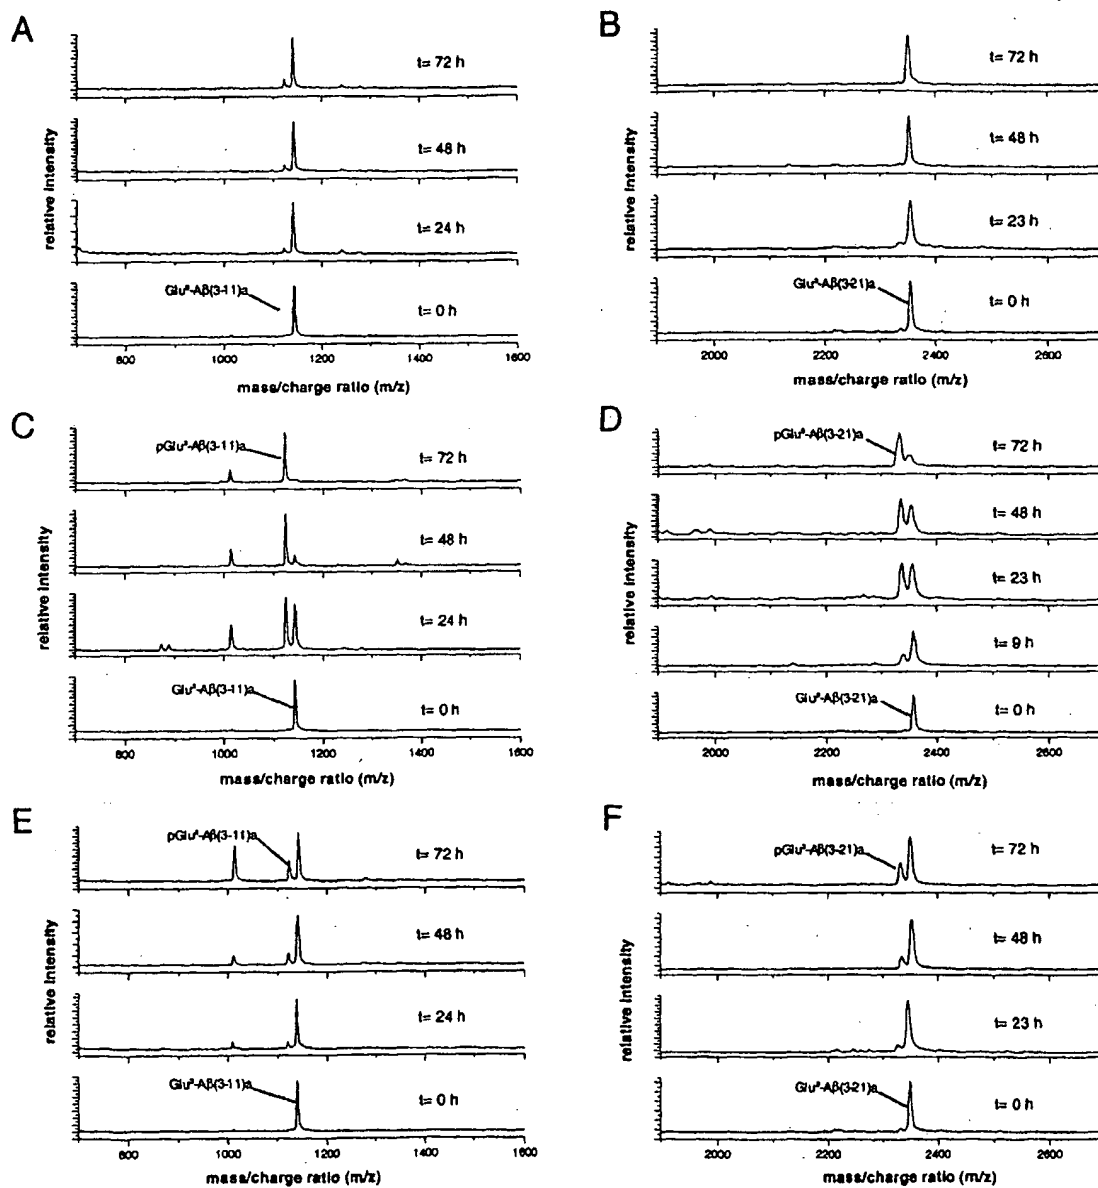 A
relative intensity
t= 72 h
t= 48 h
t= 24 h
Glu³-Aβ(3-11)a
t= 0 h
800 1000 1200 1400 1600
mass/charge ratio (m/z)
B
t= 72 h
t= 48 h
t= 23 h
Glu³-Aβ(3-21)a
t= 0 h
2000 2200 2400 2600
mass/charge ratio (m/z)
C
relative intensity
pGlu³-Aβ(3-11)a
t= 72 h
t= 48 h
t= 24 h
Glu³-Aβ(3-11)a
t= 0 h
800 1000 1200 1400 1600
mass/charge ratio (m/z)
D
relative intensity
pGlu³-Aβ(3-21)a
t= 72 h
t= 48 h
t= 23 h
t= 9 h
Glu³-Aβ(3-21)a
t= 0 h
2000 2200 2400 2600
mass/charge ratio (m/z)
E
relative intensity
pGlu³-Aβ(3-11)a
t= 72 h
t= 48 h
t= 24 h
Glu³-Aβ(3-11)a
t= 0 h
800 1000 1200 1400 1600
mass/charge ratio (m/z)
F
relative intensity
pGlu³-Aβ(3-21)a
t= 72 h
t= 48 h
t= 23 h
Glu³-Aβ(3-21)a
t= 0 h
2000 2200 2400 2600
mass/charge ratio (m/z)